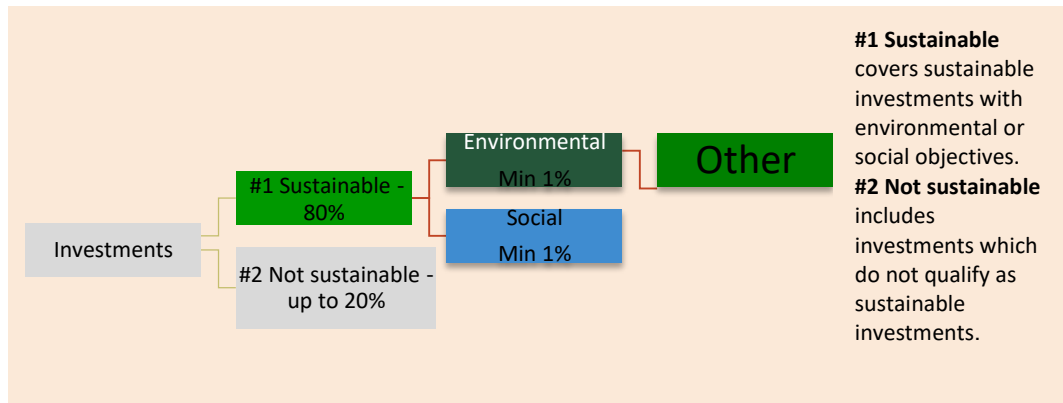 Investments
#1 Sustainable -
80%
#2 Not sustainable -
up to 20%
Environmental
Min 1%
Social
Min 1%
Other
#1 Sustainable
covers sustainable
investments with
environmental or
social objectives.
#2 Not sustainable
includes
investments which
do not qualify as
sustainable
investments.